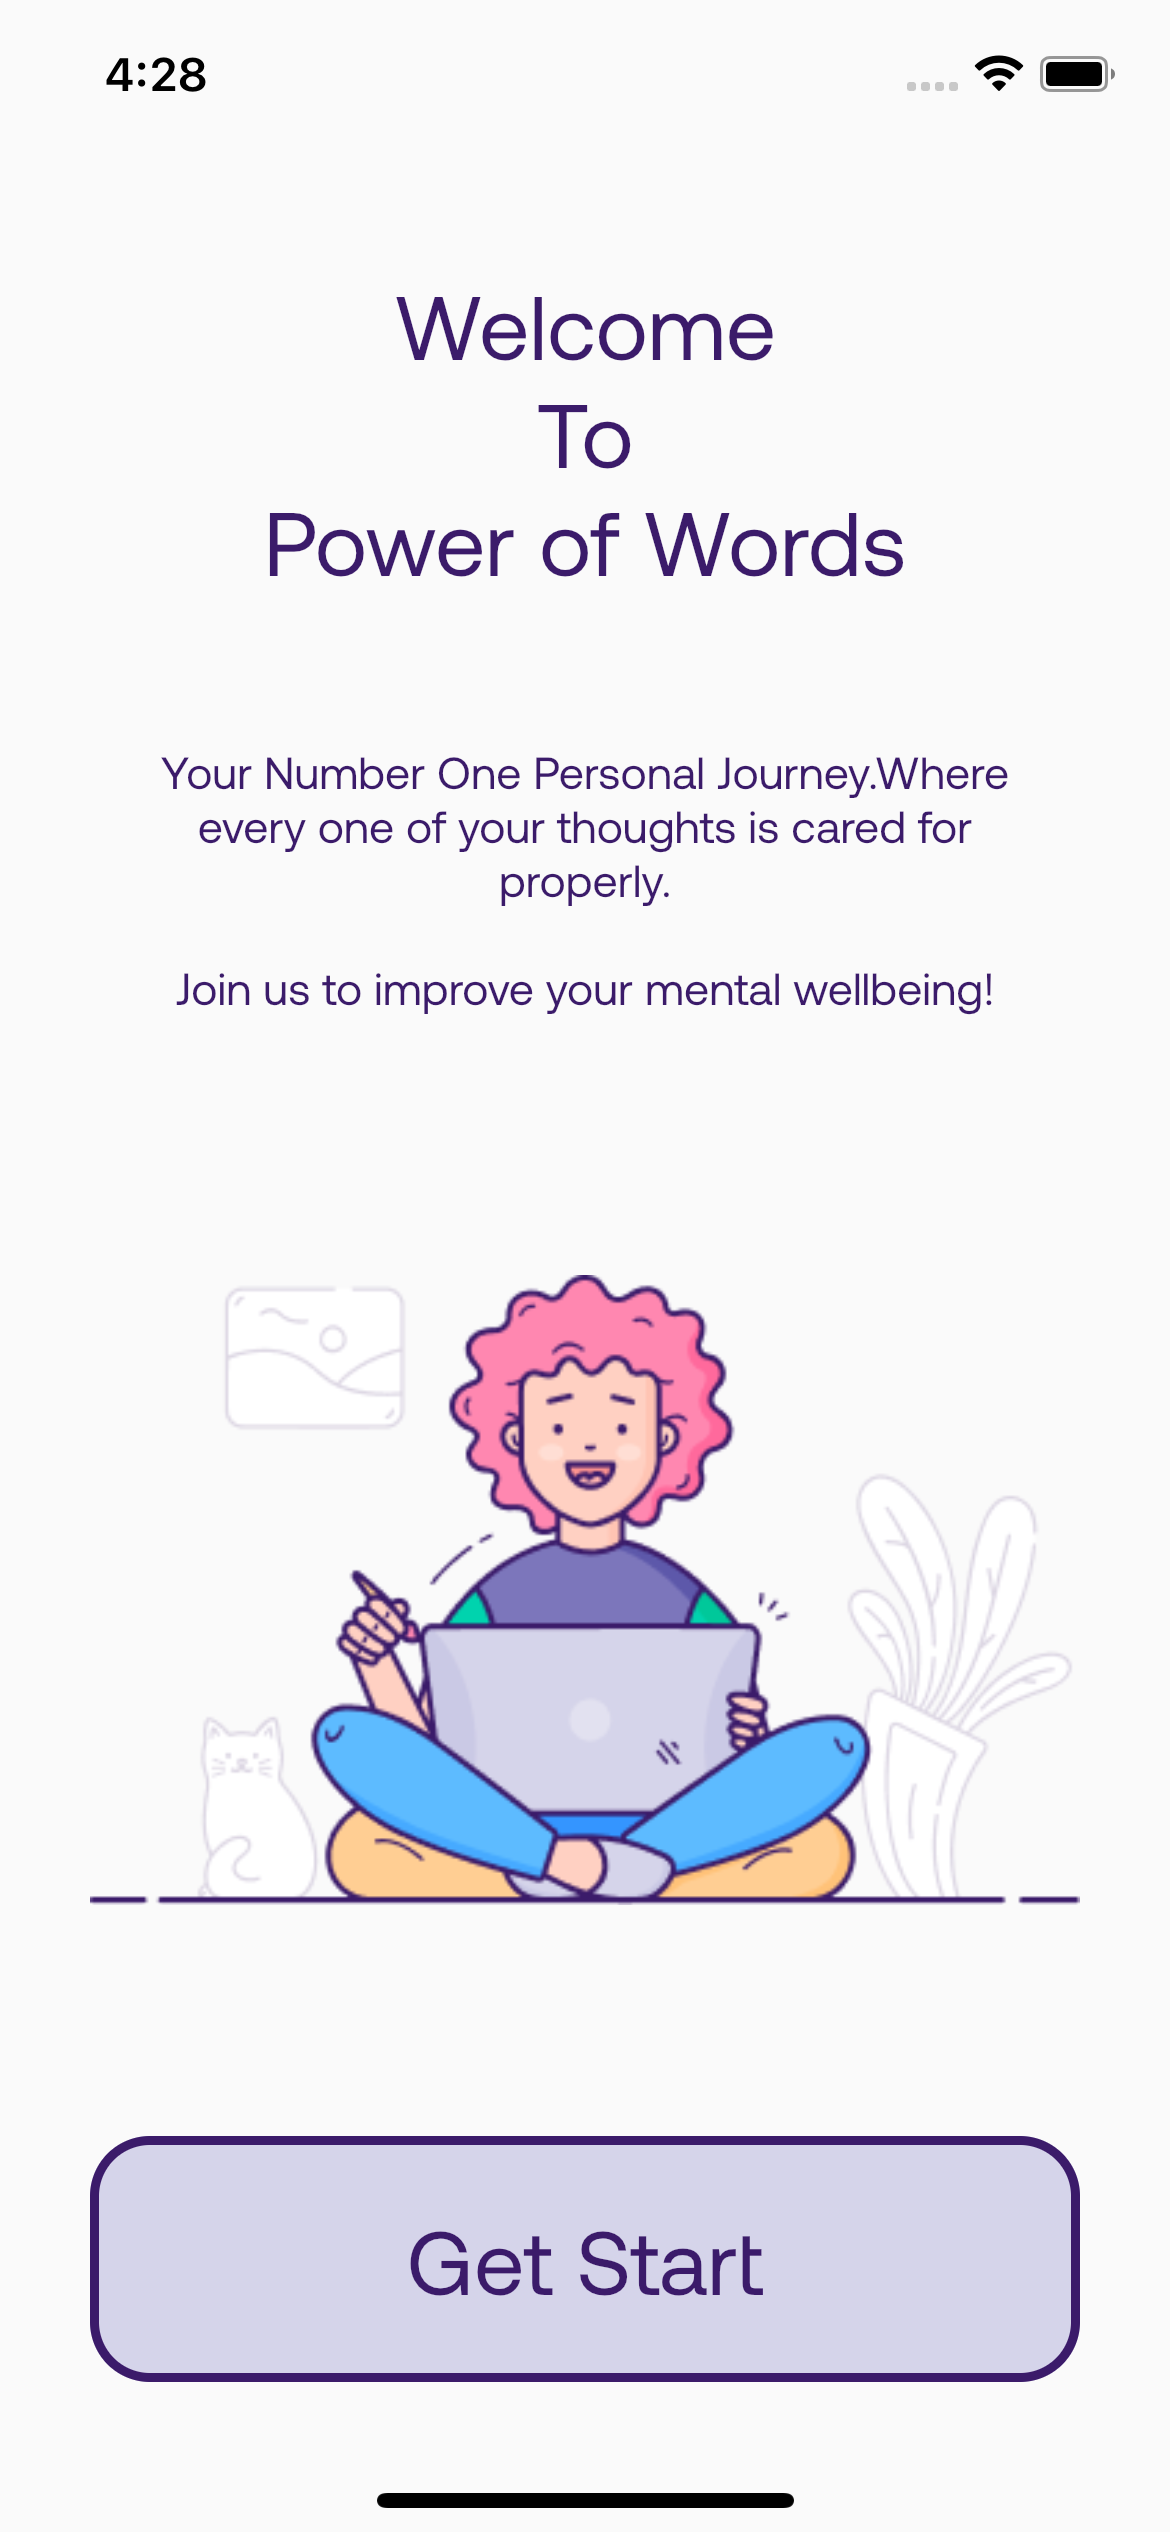 4:28
Welcome
To
Power of Words
Your Number One Personal Journey.Where
every one of your thoughts is cared for
properly.
Join us to improve your mental wellbeing!
Get Start